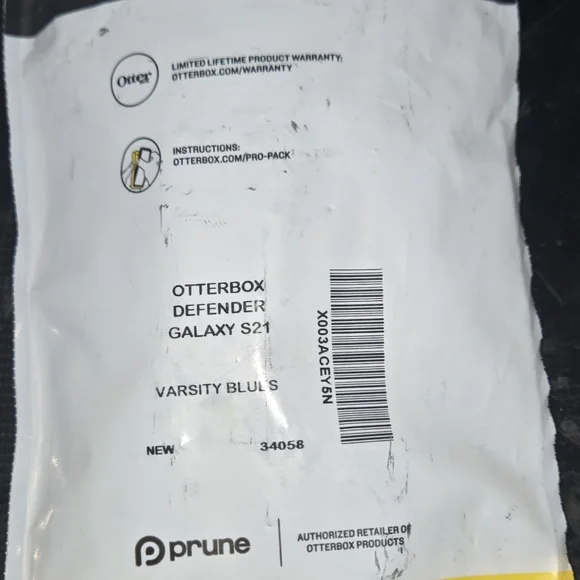 Otter
LIMITED LIFETIME PRODUCT WARRANTY:
OTTERBOX.COM/WARRANTY
INSTRUCTIONS:
OTTERBOX.COM/PRO-PACK
OTTERBOX
DEFENDER
GALAXY S21
VARSITY BLUES
NEW 34058
X003ACEY5N
prune
AUTHORIZED RETAILER OF
OTTERBOX PRODUCTS